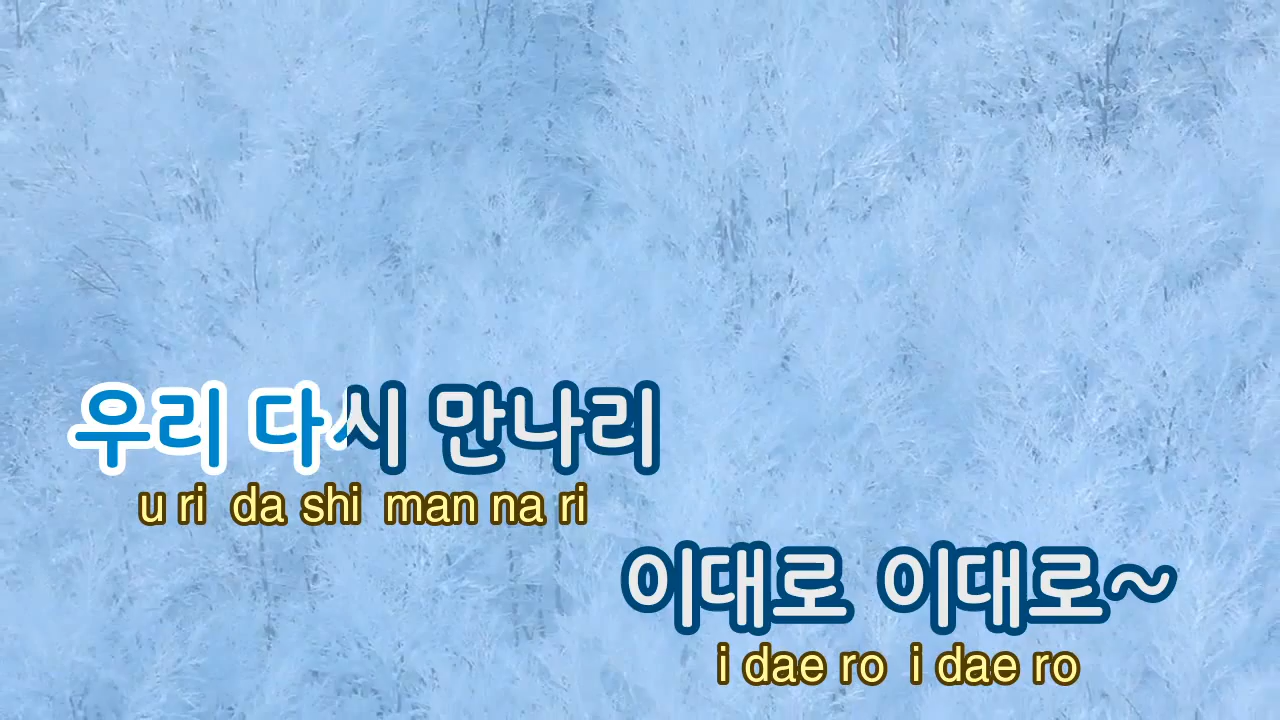 우리 다시 만나리
u ri da shi man na ri
이대로 이대로~
i dae ro i dae ro